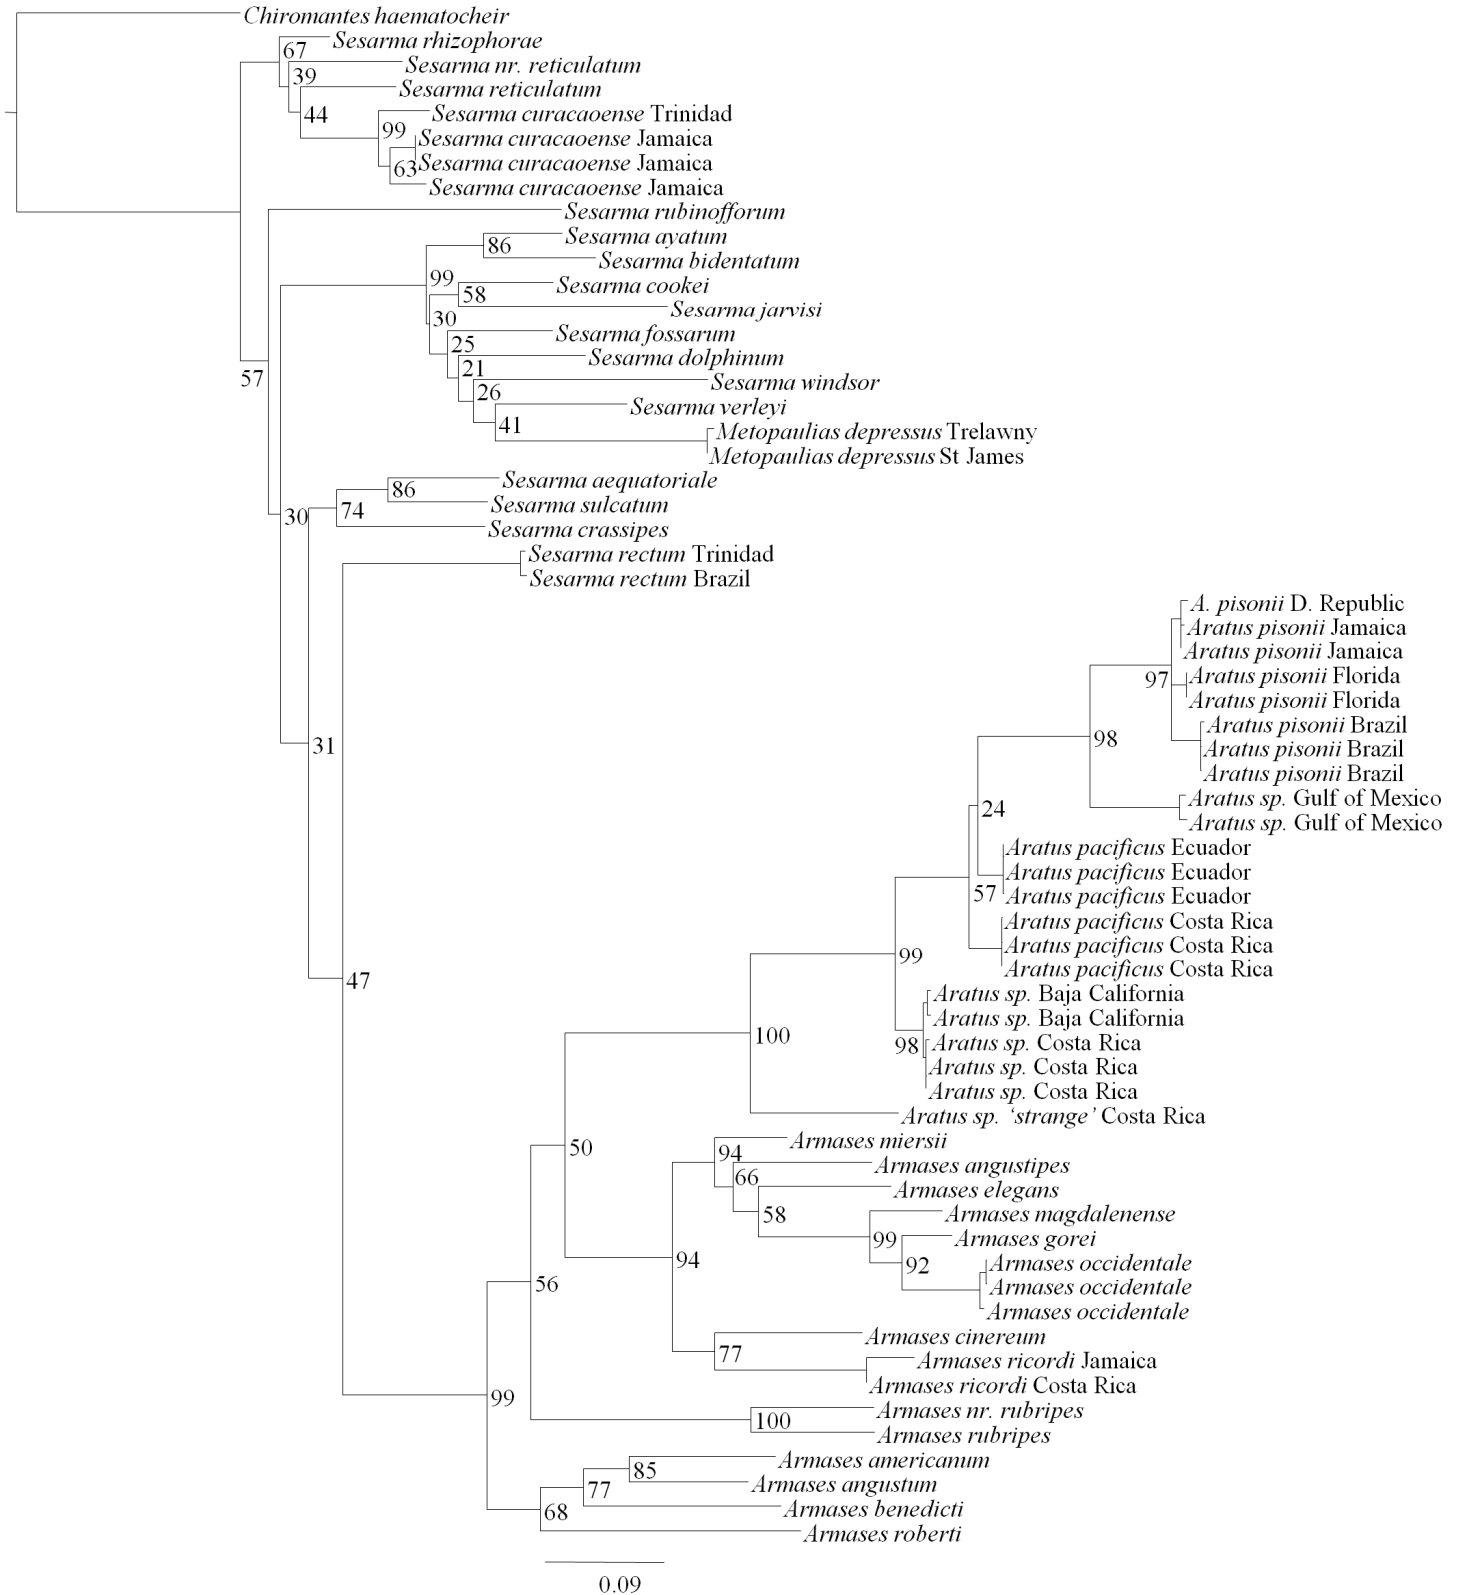 Chiromantes haematocheir
Sesarma rhizophorae
67
Sesarma nr. reticulatum
39
Sesarma reticulatum
44
Sesarma curacaoense Trinidad
99
Sesarma curacaoense Jamaica
Sesarma curacaoense Jamaica
63
Sesarma curacaoense Jamaica
Sesarma rubinofforum
Sesarma ayatum
86
Sesarma bidentatum
99
Sesarma cookei
58
Sesarma jarvisi
30
Sesarma fossarum
25
Sesarma dolphinum
21
Sesarma windsor
57
26
Sesarma verleyi
41
Metopaulias depressus Trelawny
Metopaulias depressus St James
Sesarma aequatoriale
86
Sesarma sulcatum
30
74
Sesarma crassipes
Sesarma rectum Trinidad
Sesarma rectum Brazil
A. pisonii D. Republic
Aratus pisonii Jamaica
Aratus pisonii Jamaica
97
Aratus pisonii Florida
Aratus pisonii Florida
Aratus pisonii Brazil
31
98
Aratus pisonii Brazil
Aratus pisonii Brazil
Aratus sp. Gulf of Mexico
24
Aratus sp. Gulf of Mexico
Aratus pacificus Ecuador
Aratus pacificus Ecuador
57
Aratus pacificus Ecuador
Aratus pacificus Costa Rica
99
Aratus pacificus Costa Rica
Aratus pacificus Costa Rica
47
Aratus sp. Baja California
Aratus sp. Baja California
100
98
Aratus sp. Costa Rica
Aratus sp. Costa Rica
Aratus sp. Costa Rica
Aratus sp. ‘strange’ Costa Rica
50
Armases miersii
94
Armases angustipes
66
Armases elegans
58
Armases magdalenense
99
Armases gorei
94
92
Armases occidentale
56
Armases occidentale
Armases occidentale
Armases cinereum
77
Armases ricordi Jamaica
Armases ricordi Costa Rica
99
Armases nr. rubripes
100
Armases rubripes
Armases americanum
85
Armases angustum
77
Armases benedicti
68
Armases roberti
0.09